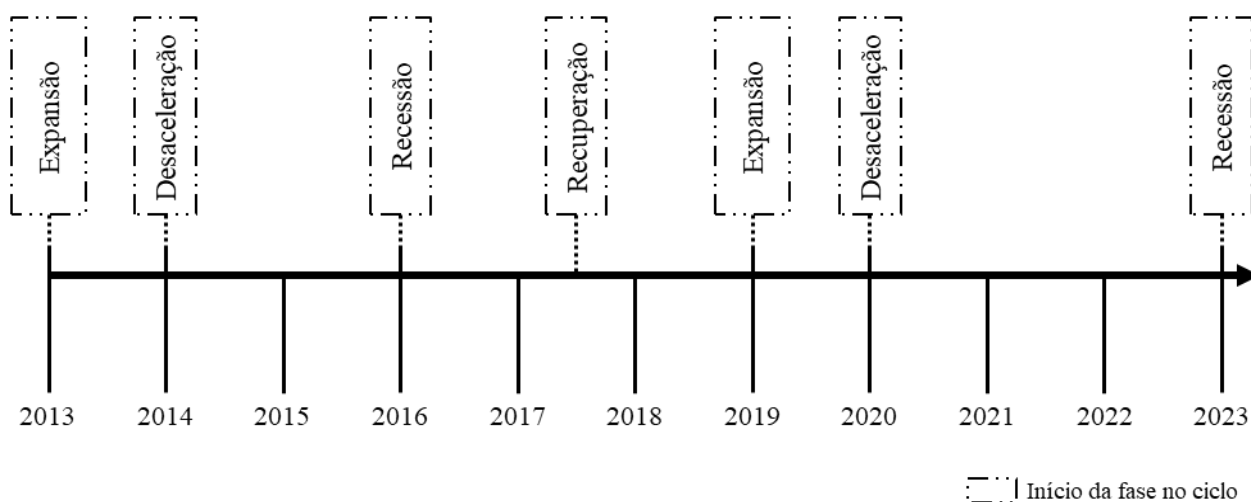 Expansão
Desaceleração
Recessão
Recuperação
Expansão
Desaceleração
Recessão
2013
2014
2015
2016
2017
2018
2019
2020
2021
2022
2023
Início da fase no ciclo